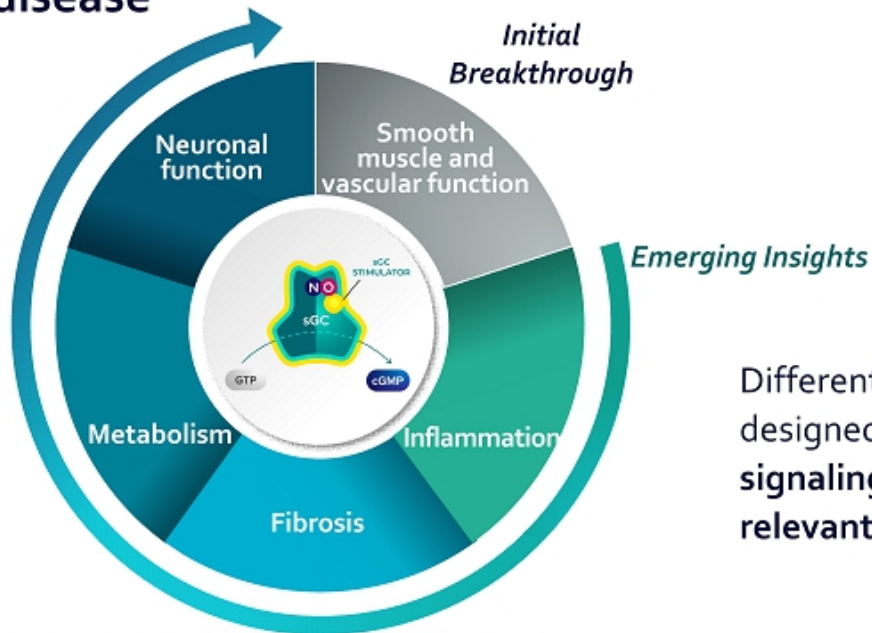 disease
Initial
Breakthrough
Neuronal
function
Smooth
muscle and
vascular function
Emerging Insights
sGC
STIMULATOR
NO
sGC
GTP
cGMP
Different
designed
signaling
relevant
Metabolism
Inflammation
Fibrosis